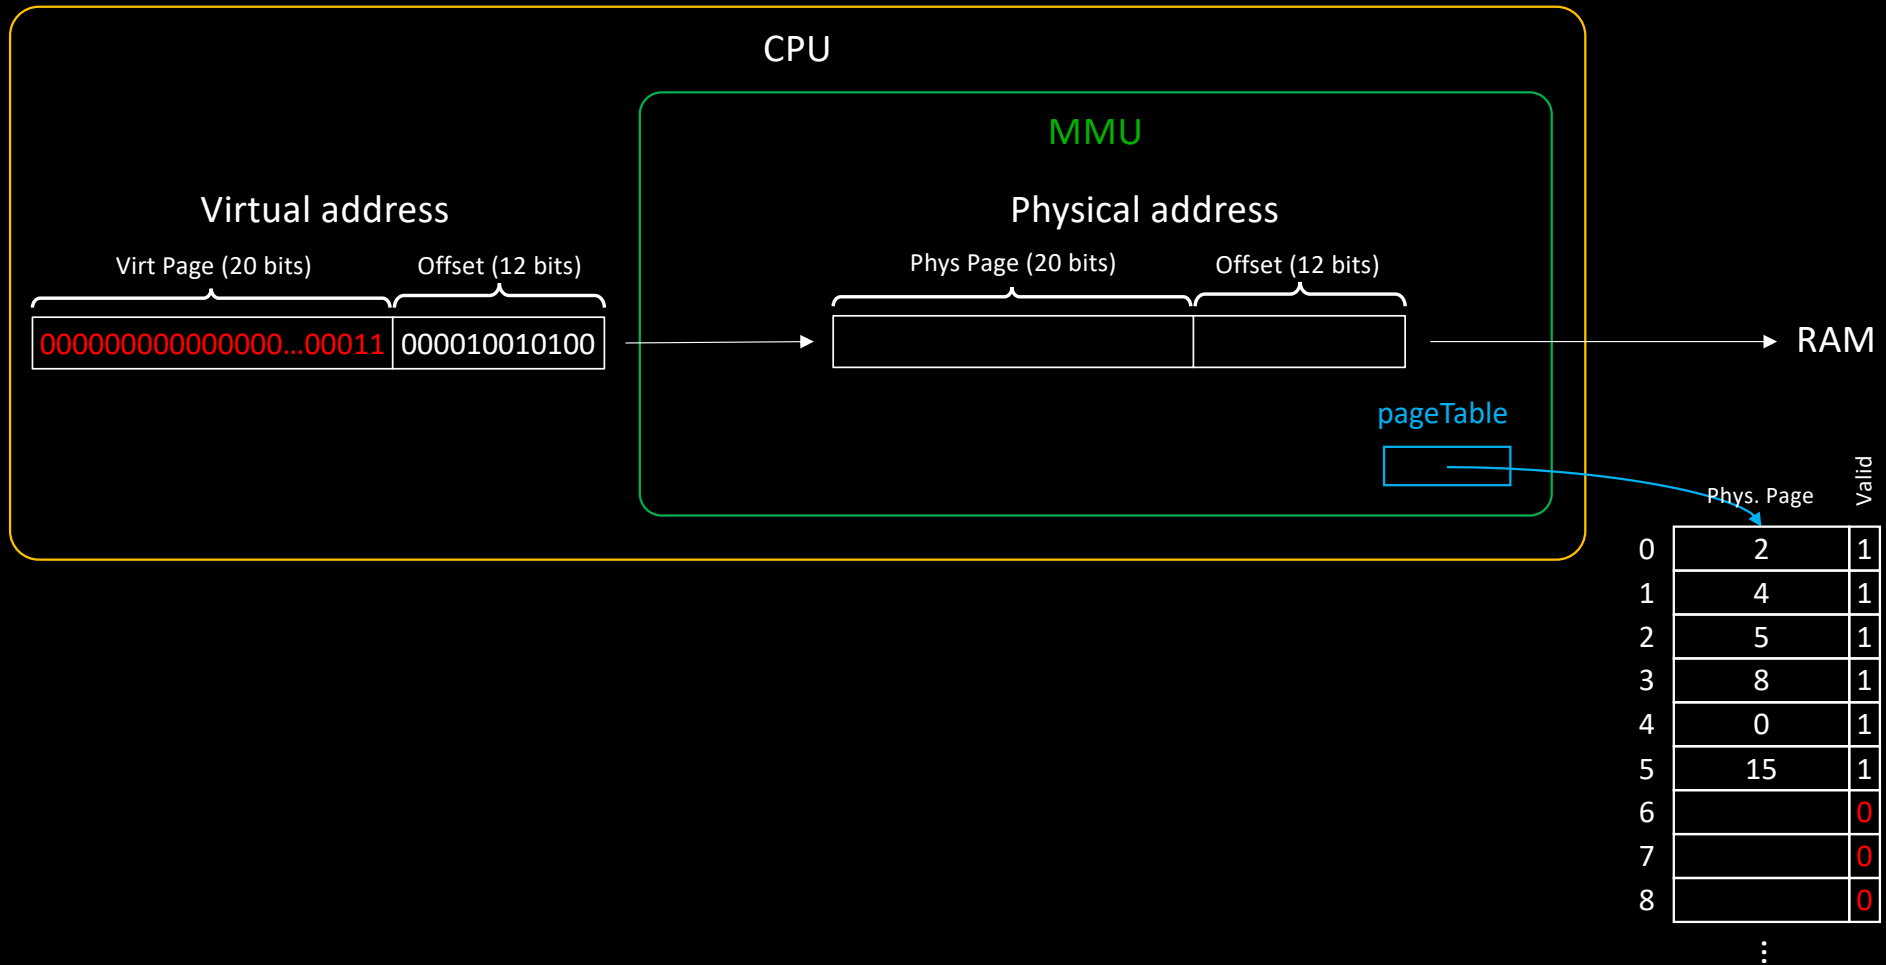 CPU
MMU
Virtual address
Physical address
Virt Page (20 bits)
Offset (12 bits)
Phys Page (20 bits)
Offset (12 bits)
000000000000000...00011
000010010100
RAM
pageTable
Phys. Page
Valid
0 2 1
1 4 1
2 5 1
3 8 1
4 0 1
5 15 1
6 0
7 0
8 0
...